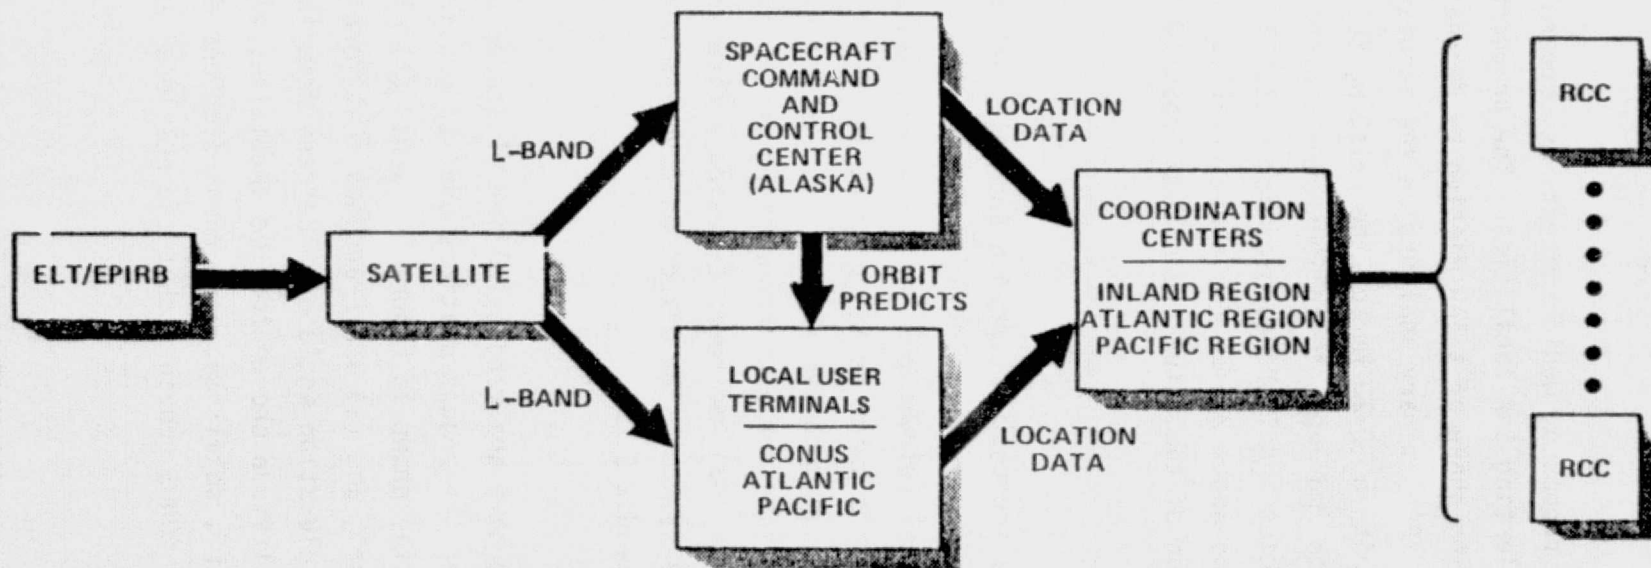 ELT/EPIRB
SATELLITE
L-BAND
L-BAND
SPACECRAFT
COMMAND
AND
CONTROL
CENTER
(ALASKA)
ORBIT
PREDICTS
LOCAL USER
TERMINALS
CONUS
ATLANTIC
PACIFIC
LOCATION
DATA
LOCATION
DATA
COORDINATION
CENTERS
INLAND REGION
ATLANTIC REGION
PACIFIC REGION
RCC
RCC